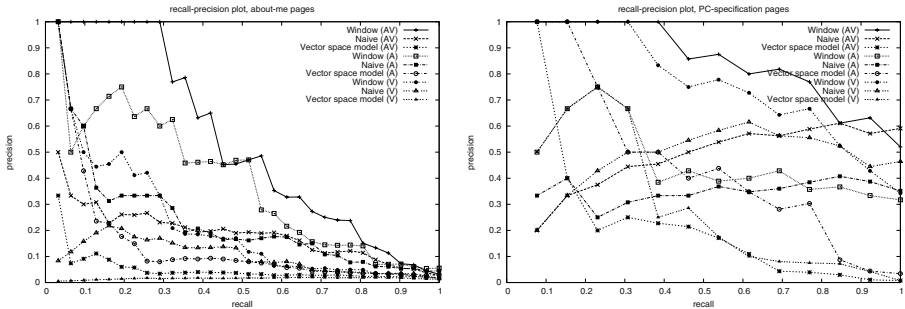 recall-precision plot, about-me pages
1
0.9
0.8
0.7
0.6
0.5
0.4
0.3
0.2
0.1
0
precision
Window (AV)
Naive (AV)
Vector space model (AV)
Window (A)
Naive (A)
Vector space model (A)
Window (V)
Naive (V)
Vector space model (V)
0 0.1 0.2 0.3 0.4 0.5 0.6 0.7 0.8 0.9 1
recall
recall-precision plot, PC-specification pages
1
0.9
0.8
0.7
0.6
0.5
0.4
0.3
0.2
0.1
0
precision
Window (AV)
Naive (AV)
Vector space model (AV)
Window (A)
Naive (A)
Vector space model (A)
Window (V)
Naive (V)
Vector space model (V)
0 0.1 0.2 0.3 0.4 0.5 0.6 0.7 0.8 0.9 1
recall